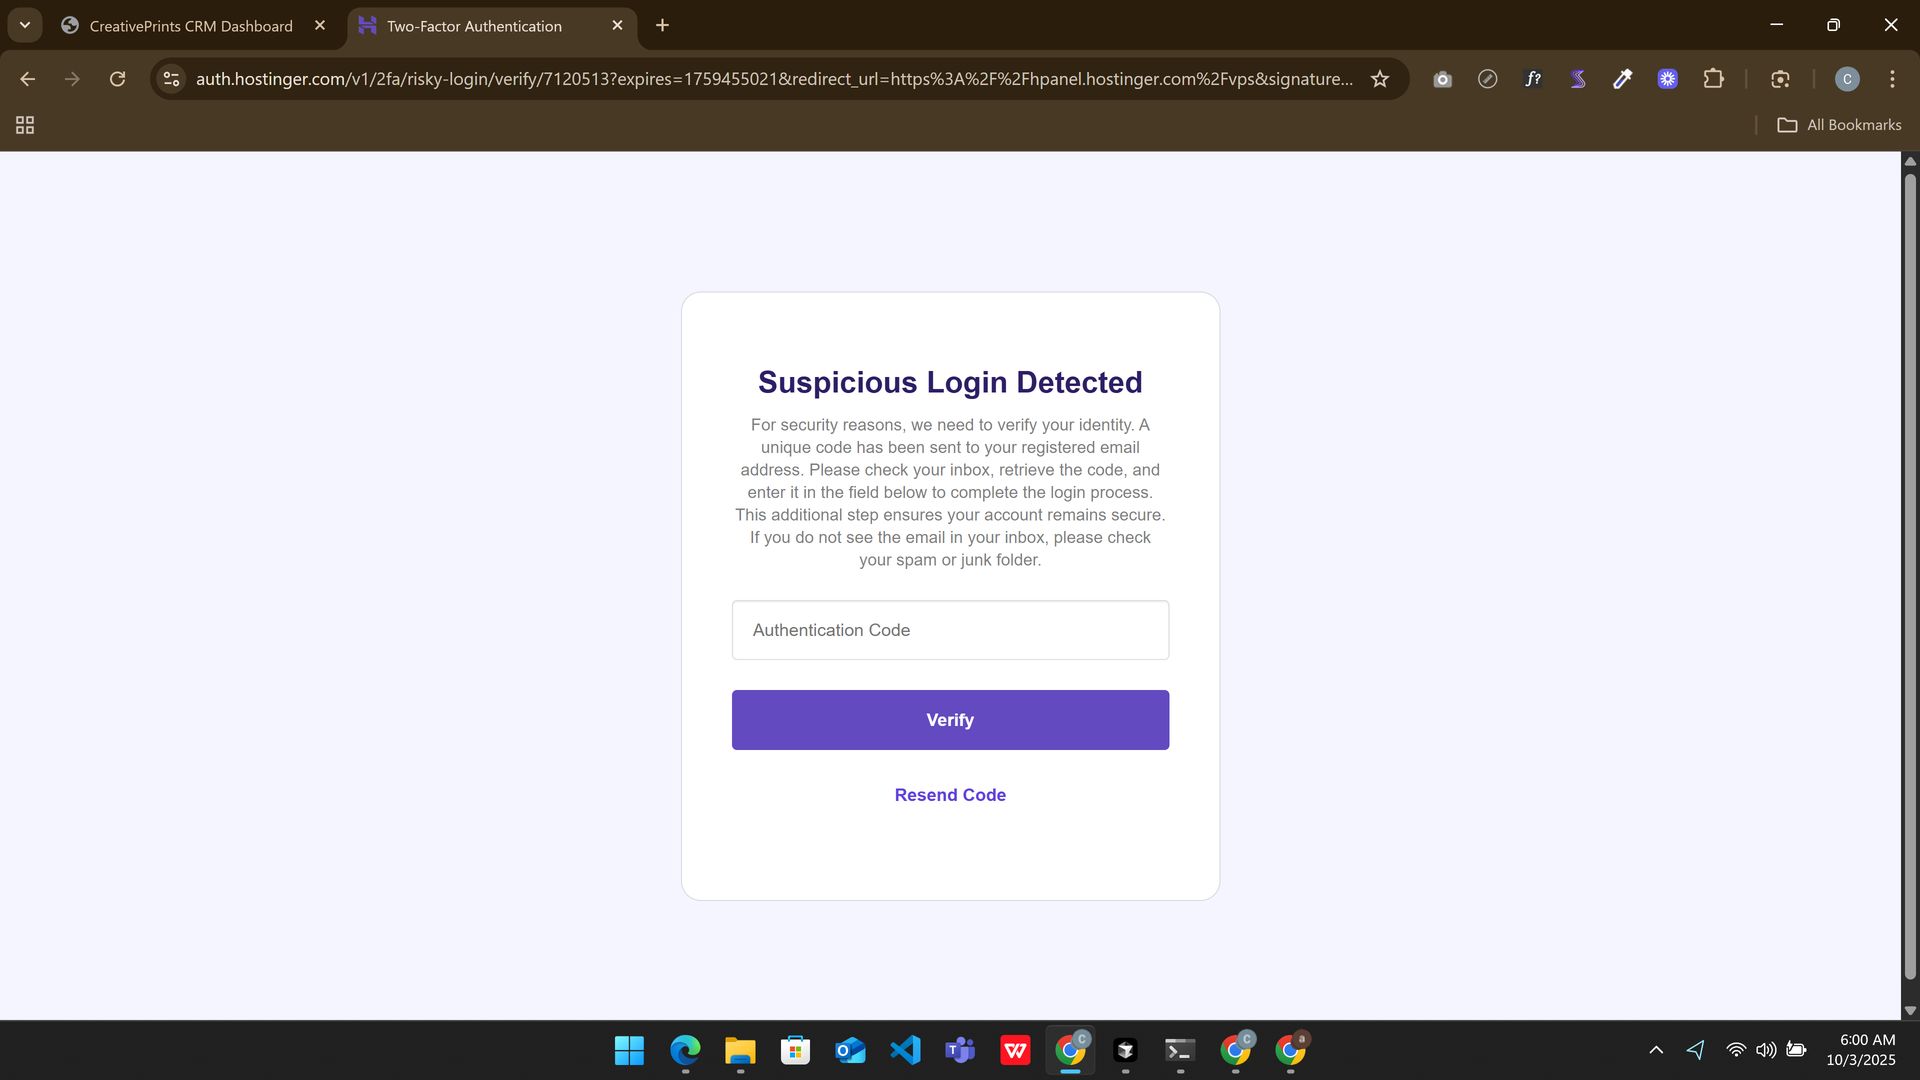 CreativePrints CRM Dashboard
Two-Factor Authentication
auth.hostinger.com/v1/2fa/risky-login/verify/7120513?expires=1759455021&redirect_url=https%3A%2F%2Fhpanel.hostinger.com%2Fvps&signature...
f?
C
All Bookmarks
Suspicious Login Detected
For security reasons, we need to verify your identity. A
unique code has been sent to your registered email
address. Please check your inbox, retrieve the code, and
enter it in the field below to complete the login process.
This additional step ensures your account remains secure.
If you do not see the email in your inbox, please check
your spam or junk folder.
Authentication Code
Verify
Resend Code
6:00 AM
10/3/2025